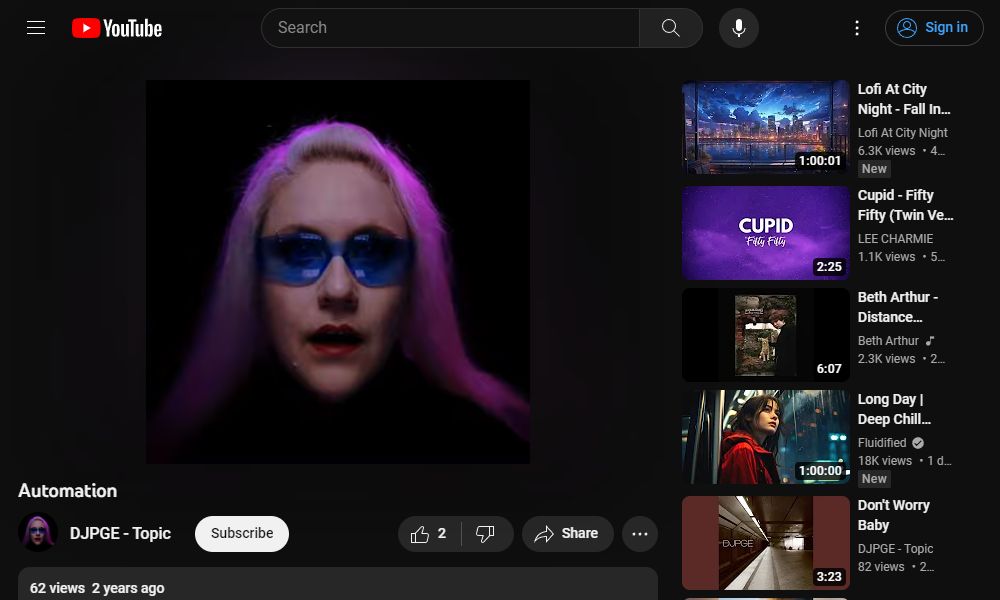 YouTube
Search
Sign in
Automation
DJPGE - Topic
Subscribe
2
Share
62 views 2 years ago
1:00:01
Lofi At City
Night - Fall In...
Lofi At City Night
6.3K views • 4...
New
CUPID
Fifty Fifty
2:25
Cupid - Fifty
Fifty (Twin Ve...
LEE CHARMIE
1.1K views • 5...
6:07
Beth Arthur -
Distance...
Beth Arthur
2.3K views • 2...
1:00:00
Long Day |
Deep Chill...
Fluidified
18K views • 1 d...
New
DJPGE
3:23
Don't Worry
Baby
DJPGE - Topic
82 views • 2...